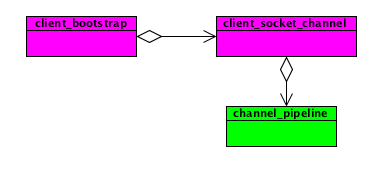 client_bootstrap
client_socket_channel
channel_pipeline